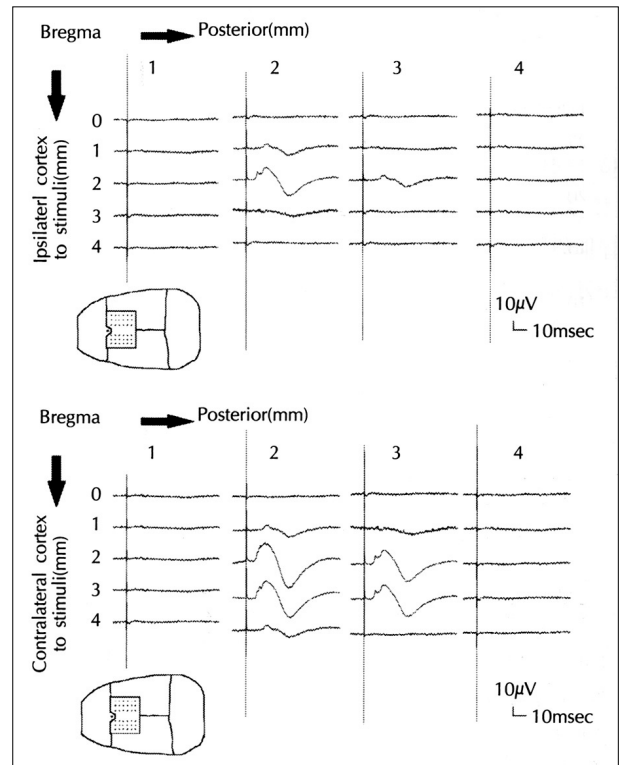 Bregma Posterior(mm)
1 2 3 4
0
1
2
3
4
Ipsilaterl cortex
to stimuli(mm)
10µV
10msec
Bregma Posterior(mm)
1 2 3 4
0
1
2
3
4
Contralateral cortex
to stimuli(mm)
10µV
10msec